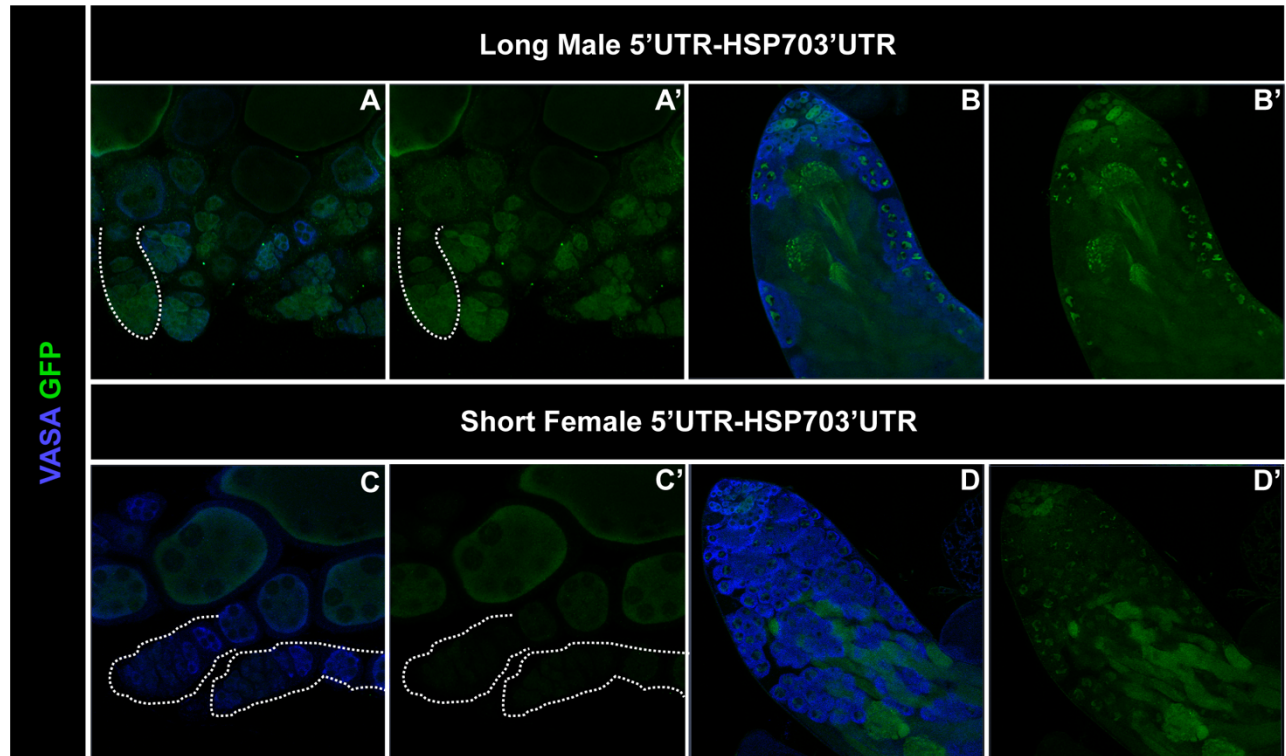 Long Male 5’UTR-HSP703’UTR
A
A’
B
B’
VASA GFP
Short Female 5’UTR-HSP703’UTR
C
C’
D
D’